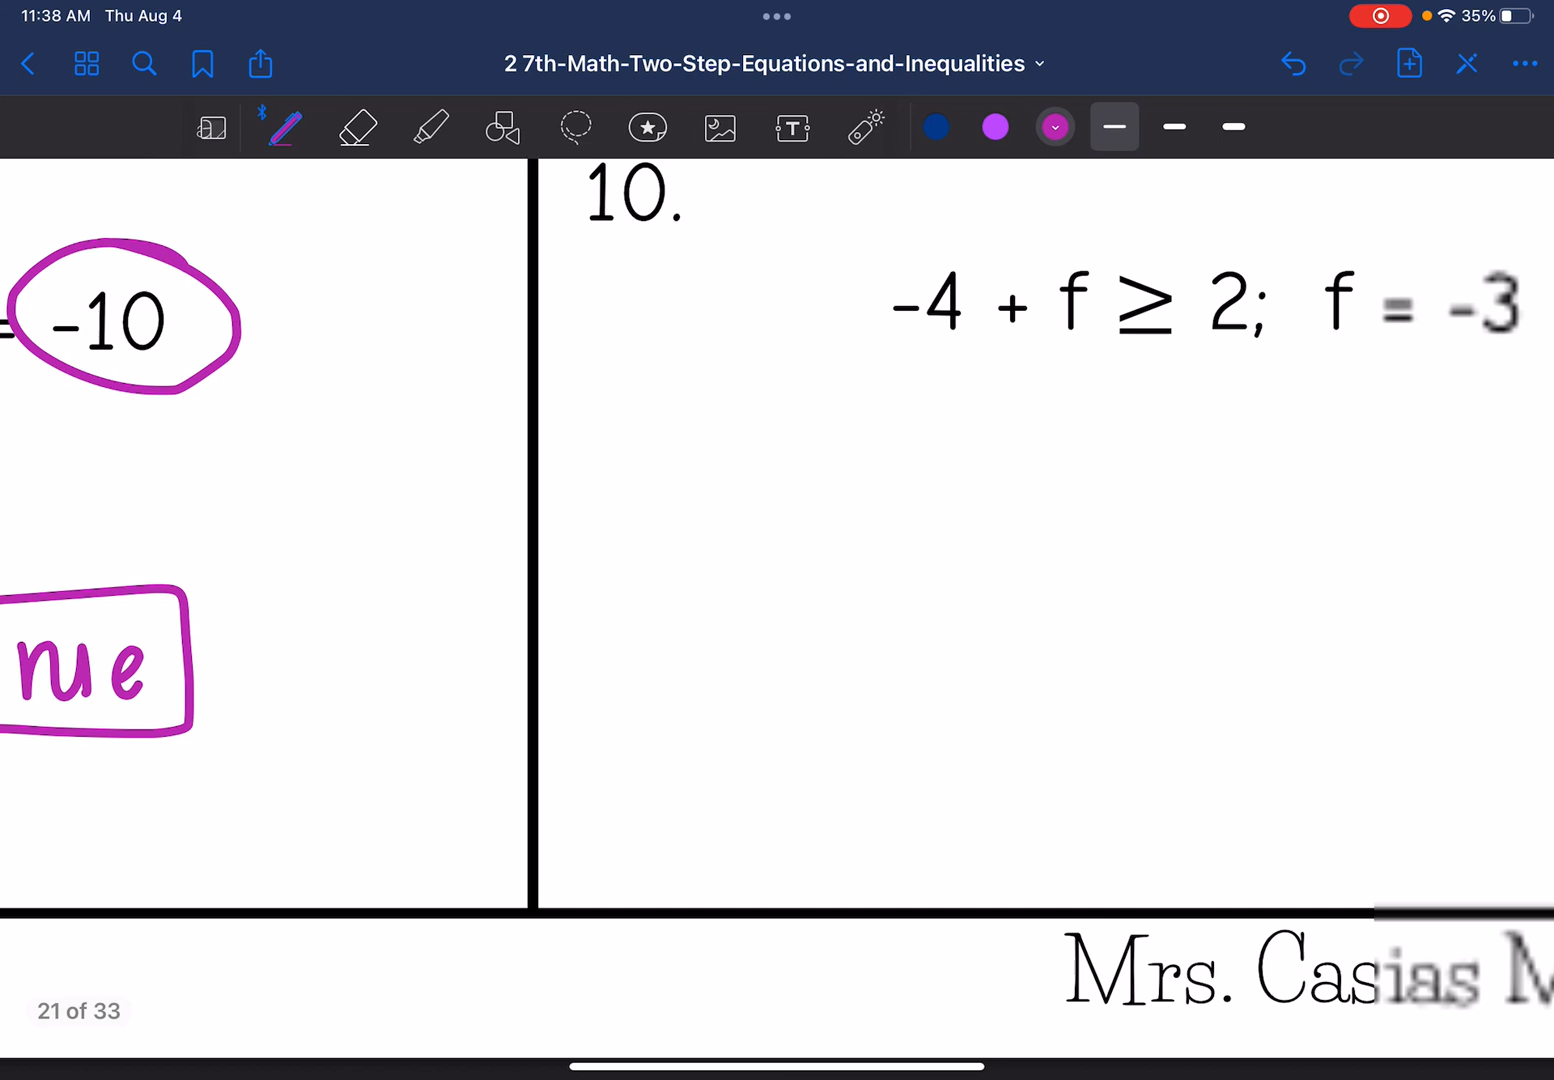 11:38 AM Thu Aug 4
35%
2 7th-Math-Two-Step-Equations-and-Inequalities
T
10.
= -10
-4 + f ≥ 2; f = -3
rue
Mrs. Casias M
21 of 33